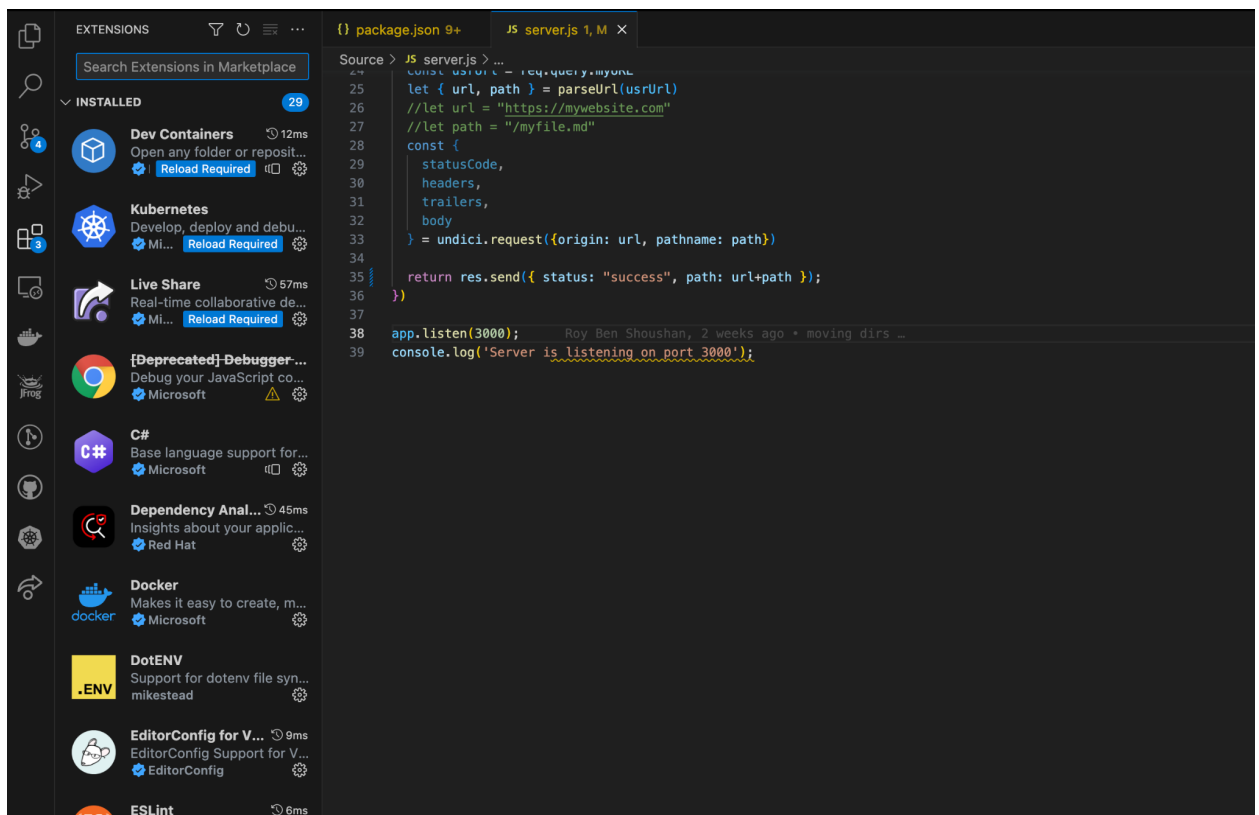 EXTENSIONS
Search Extensions in Marketplace
INSTALLED 29
Dev Containers 12ms
Open any folder or reposit...
Reload Required
Kubernetes
Develop, deploy and debu...
Mi... Reload Required
Live Share 57ms
Real-time collaborative de...
Mi... Reload Required
[Deprecated] Debugger ...
Debug your JavaScript co...
Microsoft
C#
Base language support for...
Microsoft
Dependency Anal... 45ms
Insights about your applic...
Red Hat
Docker
Makes it easy to create, m...
Microsoft
docker
DotENV
Support for dotenv file syn...
mikestead
.ENV
EditorConfig for V... 9ms
EditorConfig Support for V...
EditorConfig
ESLint 6ms
4
3
JFrog
C#
{} package.json 9+
JS server.js 1, M
Source > JS server.js > ...
24 const usrUrl = req.query.myURL
25 let { url, path } = parseUrl(usrUrl)
26 //let url = "https://mywebsite.com"
27 //let path = "/myfile.md"
28 const {
29 statusCode,
30 headers,
31 trailers,
32 body
33 } = undici.request({origin: url, pathname: path})
34
35 return res.send({ status: "success", path: url+path });
36 })
37
38 app.listen(3000); Roy Ben Shoushan, 2 weeks ago • moving dirs …
39 console.log('Server is listening on port 3000');